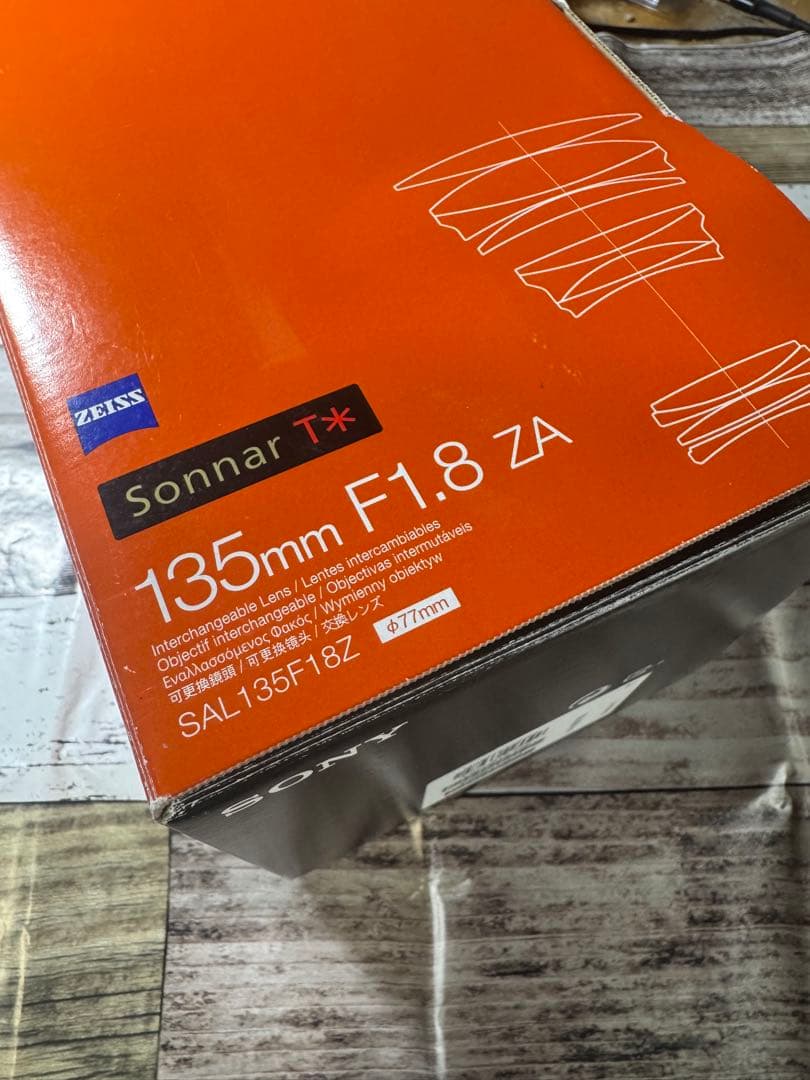 ZEISS
Sonnar T*
135mm F1.8 ZA
Interchangeable Lens / Lentes intercambiables
Objectif interchangeable / Objectivas intermutáveis
Εναλλασσόμενος Φακός / Wymienny obiektyw
可更換鏡頭 / 可更换镜头 / 交換レンズ
SAL135F18Z
φ77mm
SONY